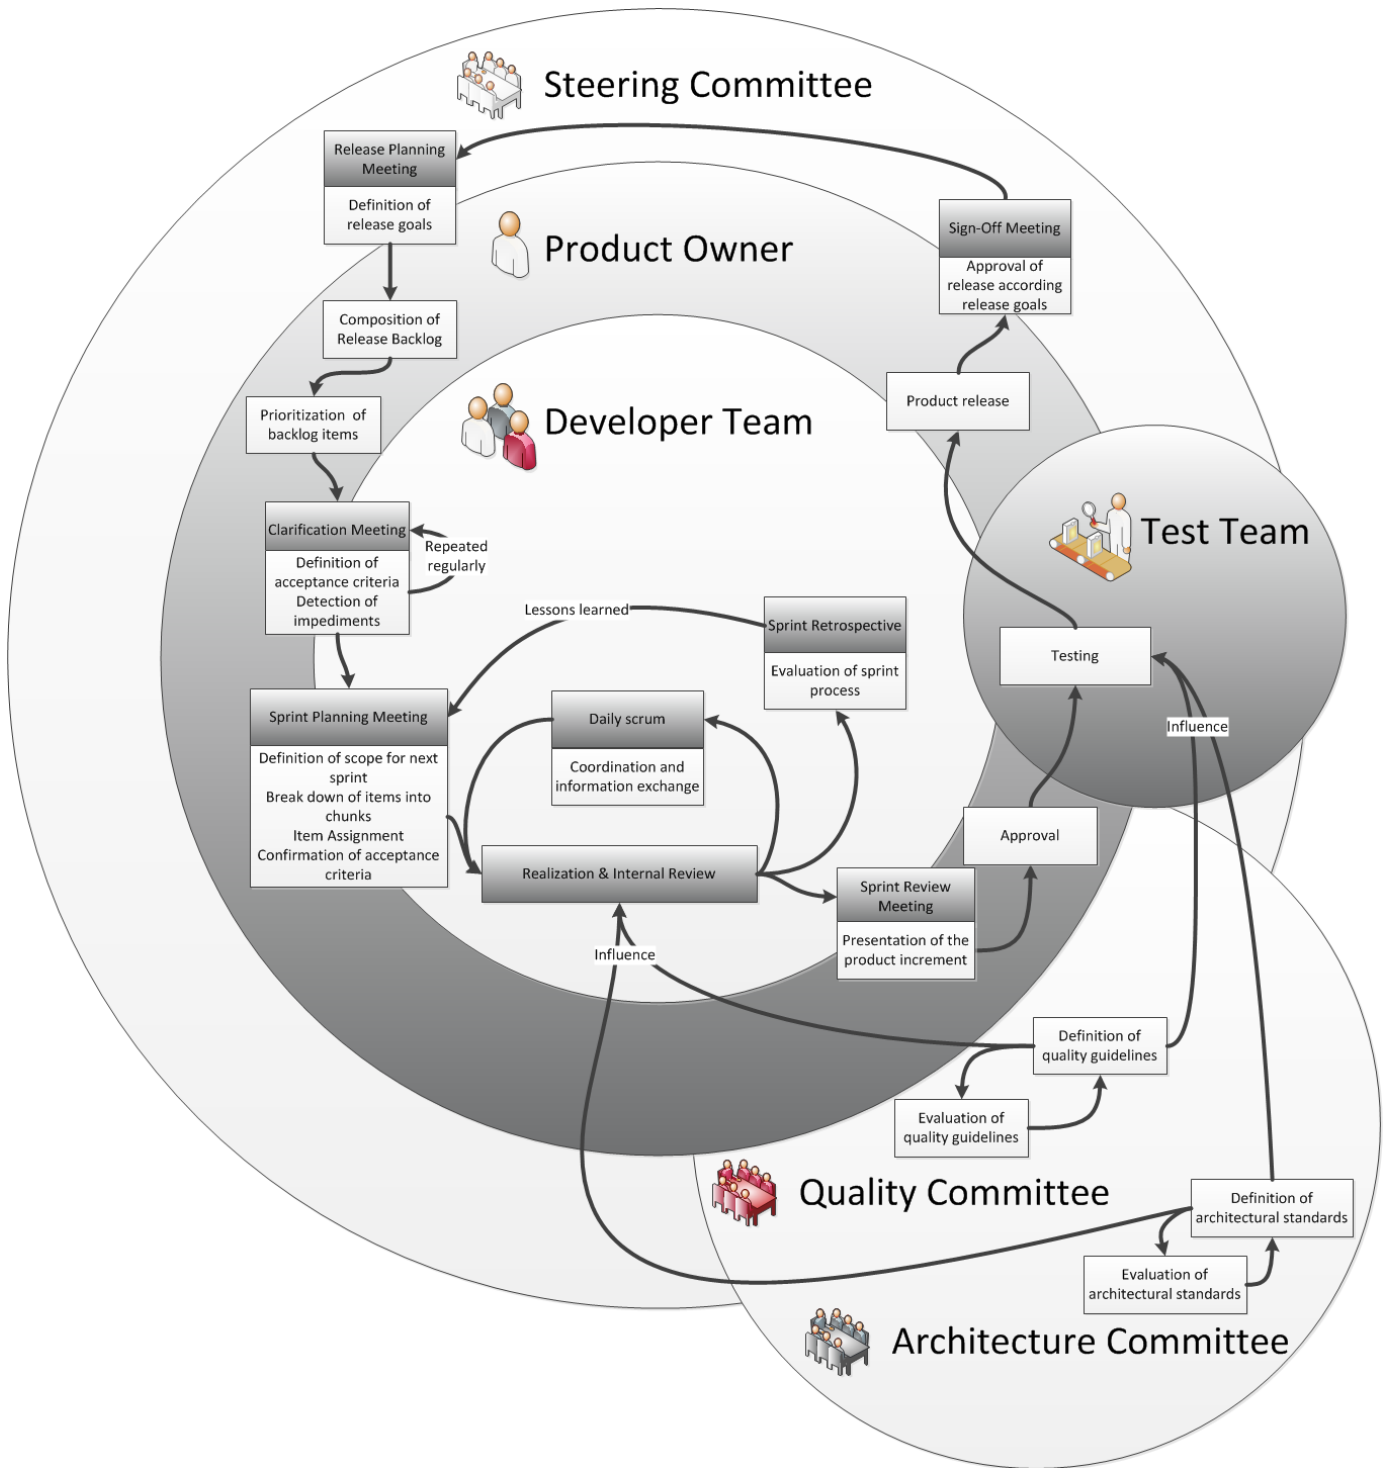 Steering Committee
Release Planning
Meeting
Definition of
release goals
Sign-Off Meeting
Approval of
release according
release goals
Product Owner
Composition of
Release Backlog
Product release
Prioritization of
backlog items
Developer Team
Clarification Meeting
Definition of
acceptance criteria
Detection of
impediments
Repeated
regularly
Test Team
Testing
Influence
Lessons learned
Sprint Retrospective
Evaluation of sprint
process
Sprint Planning Meeting
Definition of scope for next
sprint
Break down of items into
chunks
Item Assignment
Confirmation of acceptance
criteria
Daily scrum
Coordination and
information exchange
Realization & Internal Review
Approval
Sprint Review
Meeting
Presentation of the
product increment
Influence
Definition of
quality guidelines
Evaluation of
quality guidelines
Quality Committee
Definition of
architectural standards
Evaluation of
architectural standards
Architecture Committee